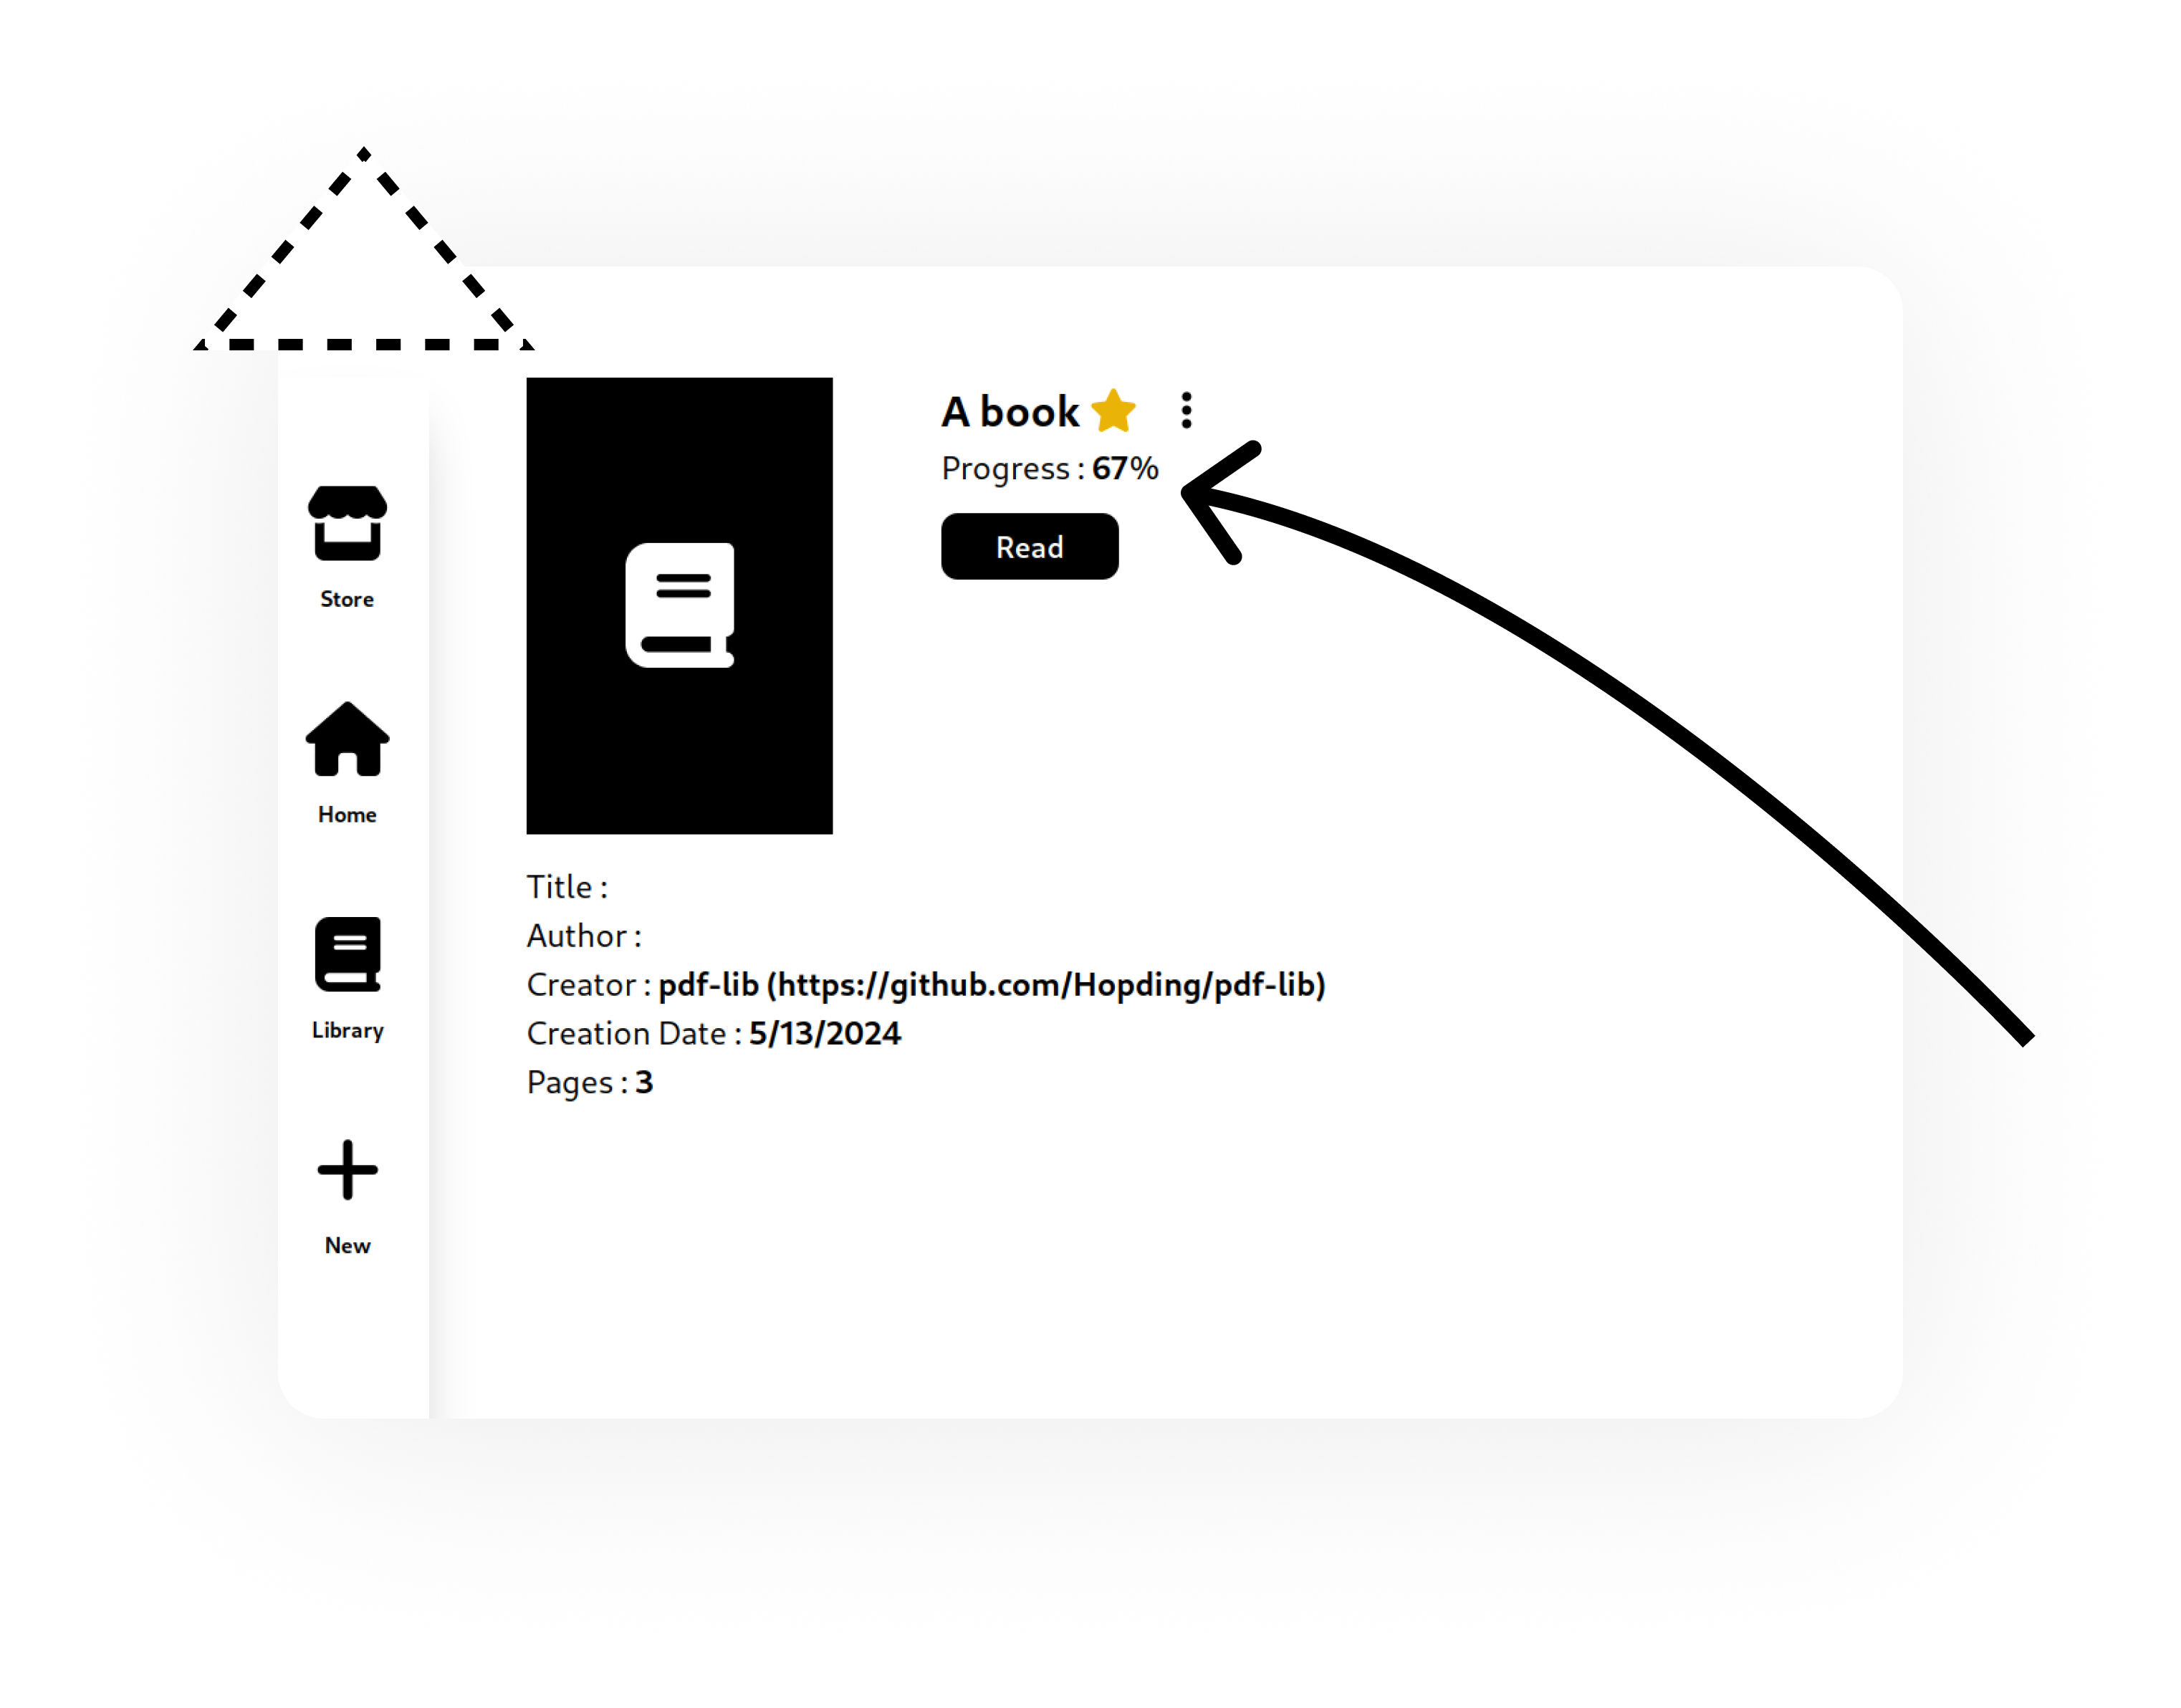 Store
Home
Library
New
A book
Progress : 67%
Read
Title :
Author :
Creator : pdf-lib (https://github.com/Hopding/pdf-lib)
Creation Date : 5/13/2024
Pages : 3